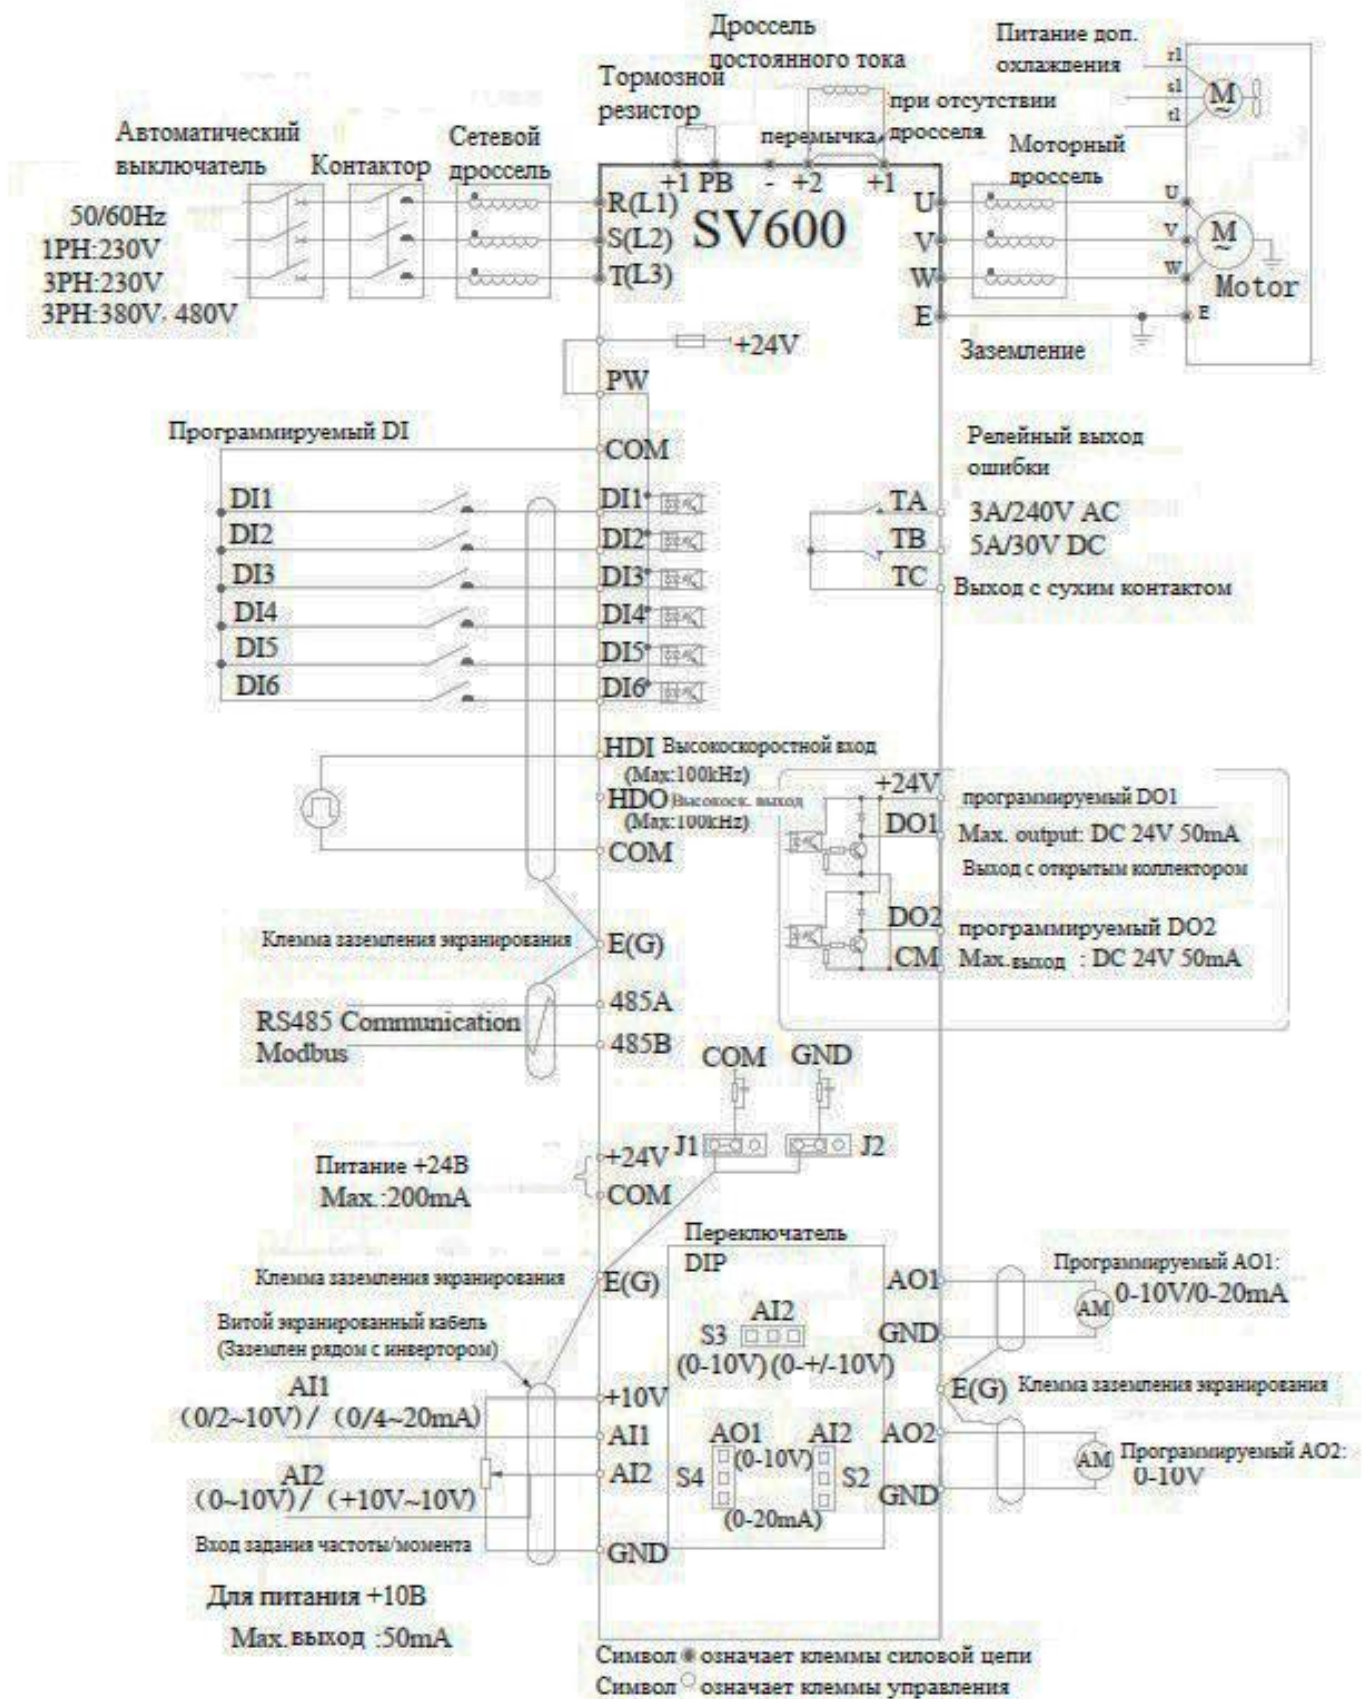 Дроссель
постоянного тока
Питание доп.
охлаждения
r1
s1
t1
M
~
Тормозной
резистор
при отсутствии
дросселя
перемычка
Автоматический
выключатель
Контактор
Сетевой
дроссель
Моторный
дроссель
+1 PB - +2 +1
50/60Hz
1PH:230V
3PH:230V
3PH:380V, 480V
R(L1)
S(L2)
T(L3)
SV600
U
V
W
E
U
V
W
E
M
~
Motor
Заземление
+24V
PW
Программируемый DI
COM
Релейный выход
ошибки
DI1
DI2
DI3
DI4
DI5
DI6
DI1
DI2
DI3
DI4
DI5
DI6
TA
TB
TC
3A/240V AC
5A/30V DC
Выход с сухим контактом
HDI Высокоскоростной вход
(Max:100kHz)
HDO Высокоск. выход
(Max:100kHz)
COM
+24V
DO1
DO2
CM
программируемый DO1
Max. output: DC 24V 50mA
Выход с открытым коллектором
программируемый DO2
Max.выход : DC 24V 50mA
Клемма заземления экранирования
E(G)
RS485 Communication
Modbus
485A
485B
COM
GND
J1
J2
Питание +24В
Max.:200mA
+24V
COM
Переключатель
DIP
Клемма заземления экранирования
E(G)
Витой экранированный кабель
(Заземлен рядом с инвертором)
AI2
S3
(0-10V) (0-+/-10V)
AO1
GND
Программируемый AO1:
0-10V/0-20mA
AM
E(G) Клемма заземления экранирования
AI1
(0/2~10V)/ (0/4~20mA)
AI2
(0~10V)/ (+10V~10V)
Вход задания частоты/момента
+10V
AI1
AI2
GND
AO1
(0-10V)
AI2
S4
S2
(0-20mA)
AO2
GND
AM
Программируемый AO2:
0-10V
Для питания +10В
Max. выход :50mA
Символ означает клеммы силовой цепи
Символ означает клеммы управления